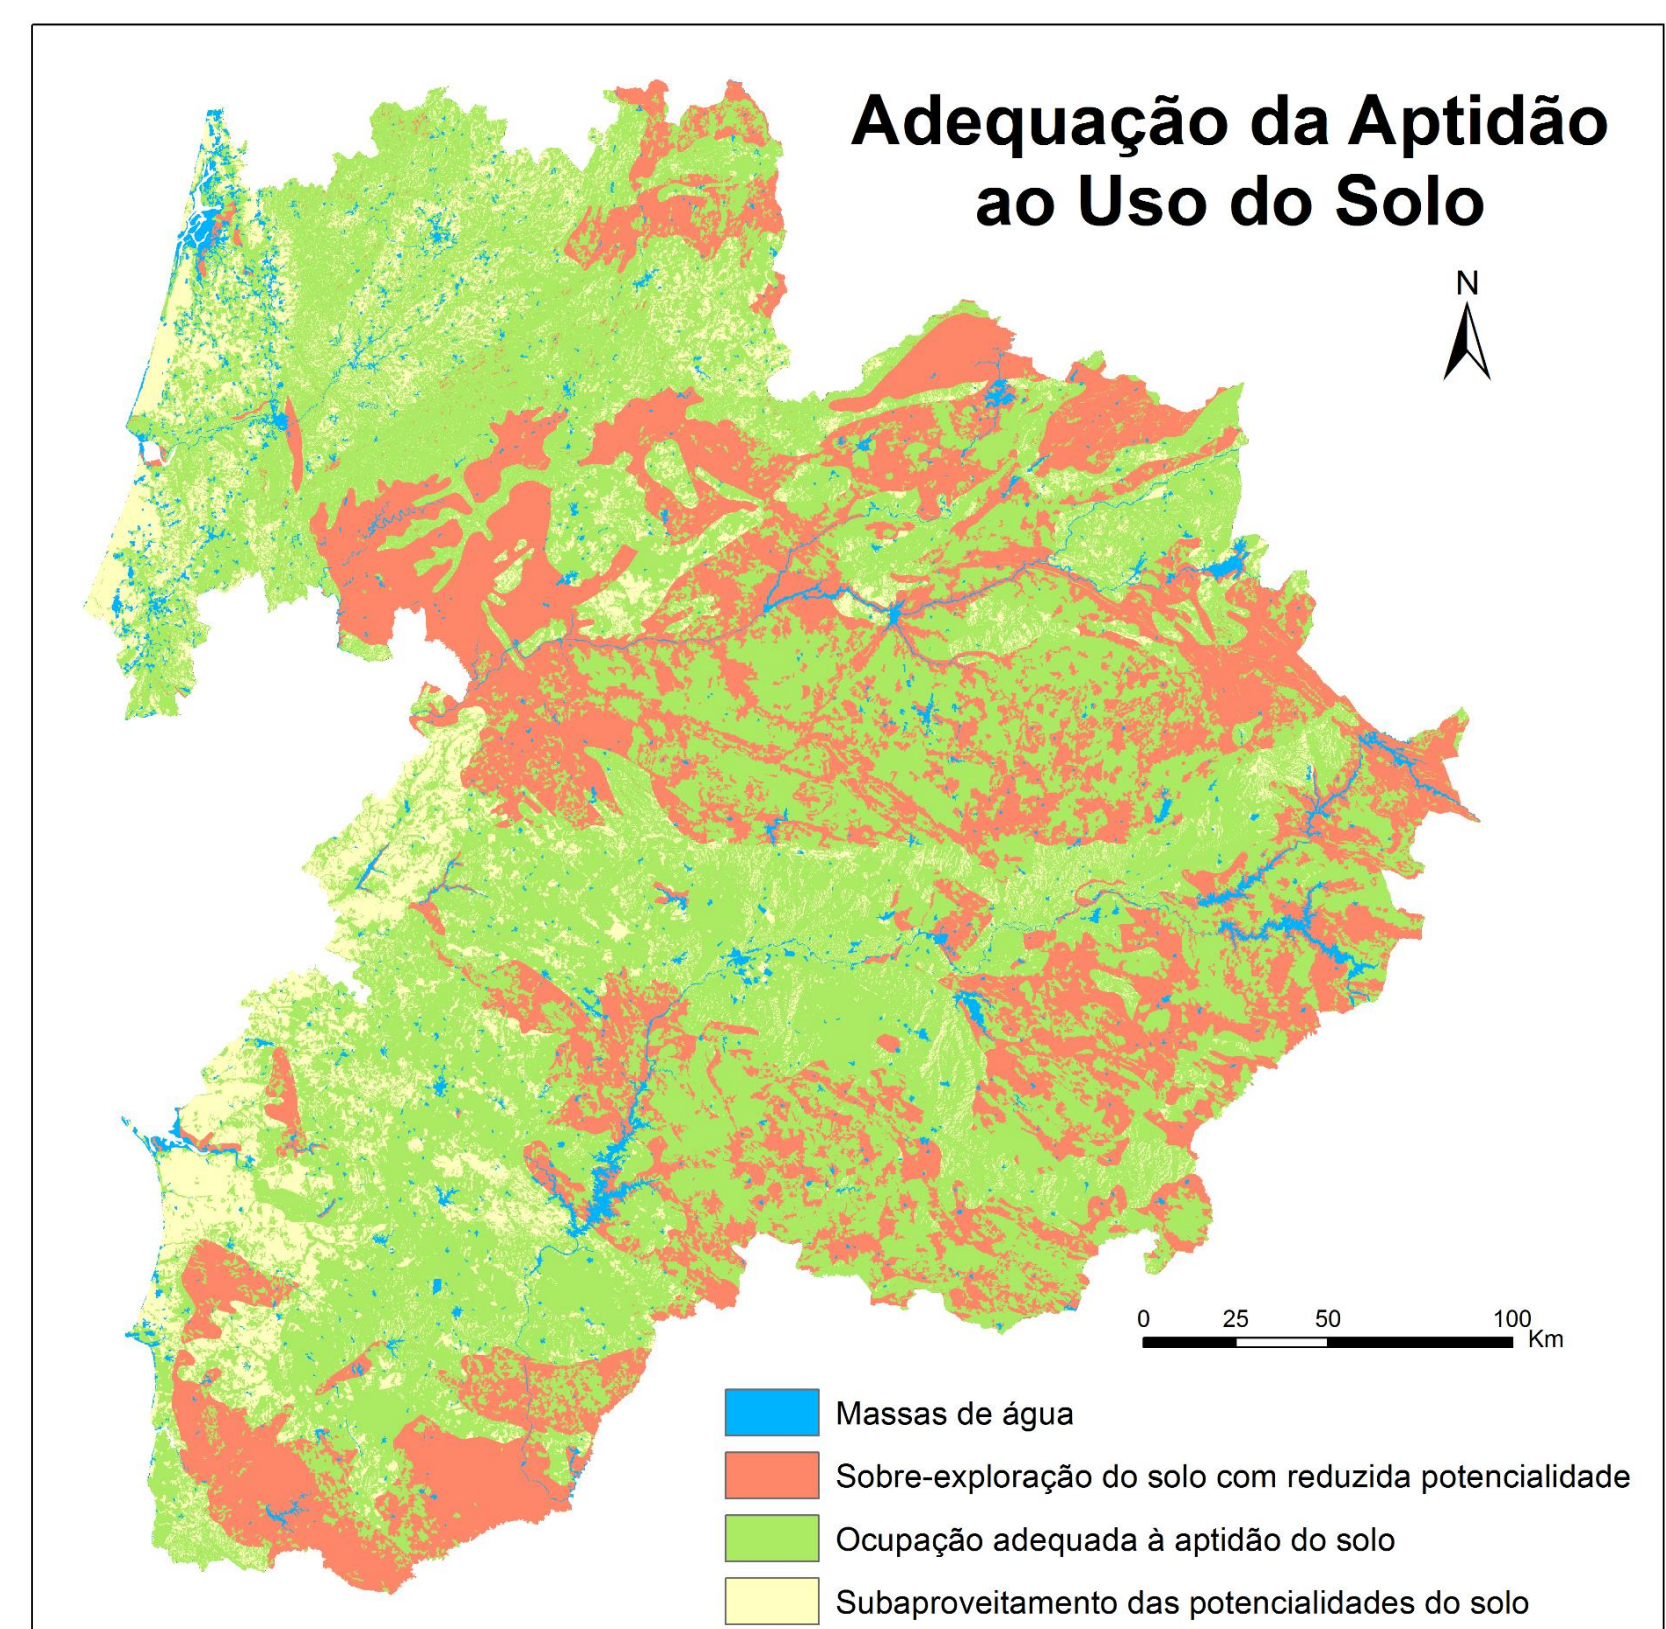 Adequação da Aptidão
ao Uso do Solo
N
0 25 50 100
Km
Massas de água
Sobre-exploração do solo com reduzida potencialidade
Ocupação adequada à aptidão do solo
Subaproveitamento das potencialidades do solo